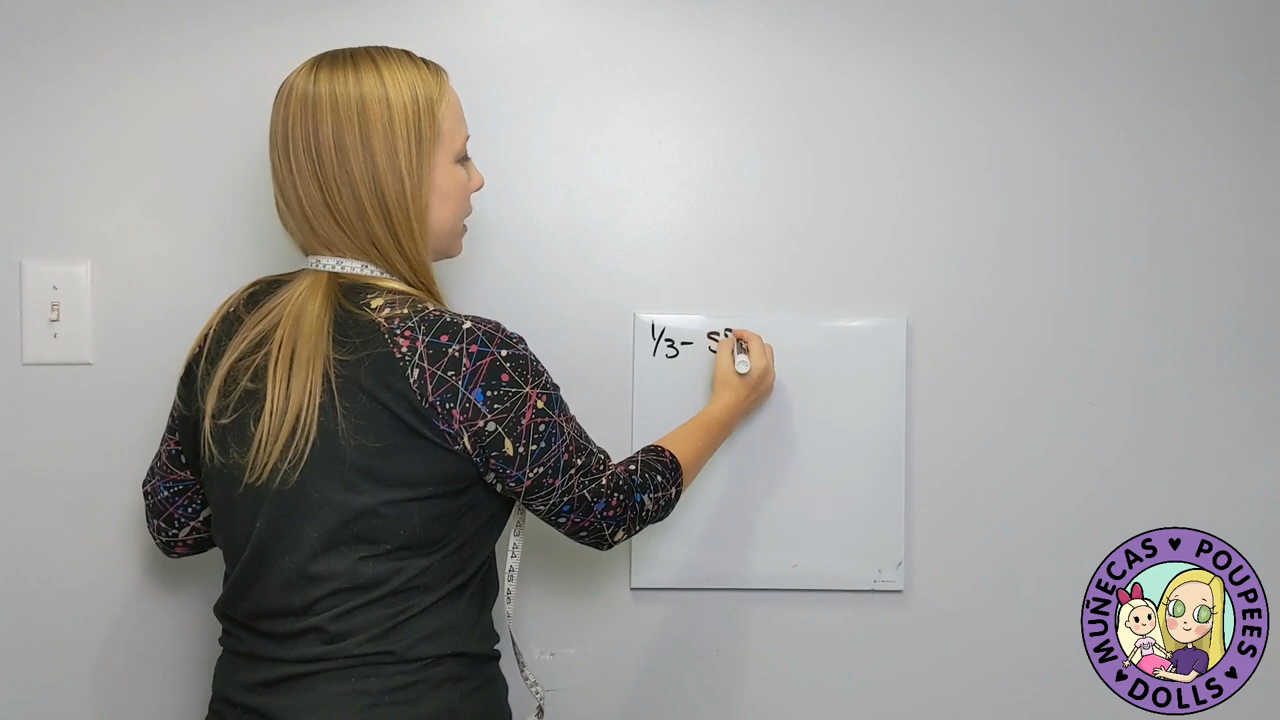 1/3- S
MUÑECAS ♥ POUPEES ♥ DOLLS ♥